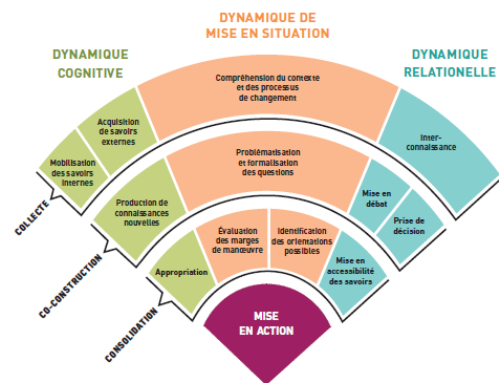 DYNAMIQUE DE
MISE EN SITUATION
DYNAMIQUE
COGNITIVE
DYNAMIQUE
RELATIONELLE
Compréhension du contexte
et des processus
de changement
Acquisition
de savoirs
externes
Mobilisation
des savoirs
internes
Inter-
connaissance
Problématisation
et formalisation
des questions
Production de
connaissances
nouvelles
Mise en
débat
Prise de
décision
Évaluation
des marges
de manœuvre
Identification
des orientations
possibles
Appropriation
Mise en
accessibilité
des savoirs
COLLECTE
CO-CONSTRUCTION
CONSOLIDATION
MISE
EN ACTION